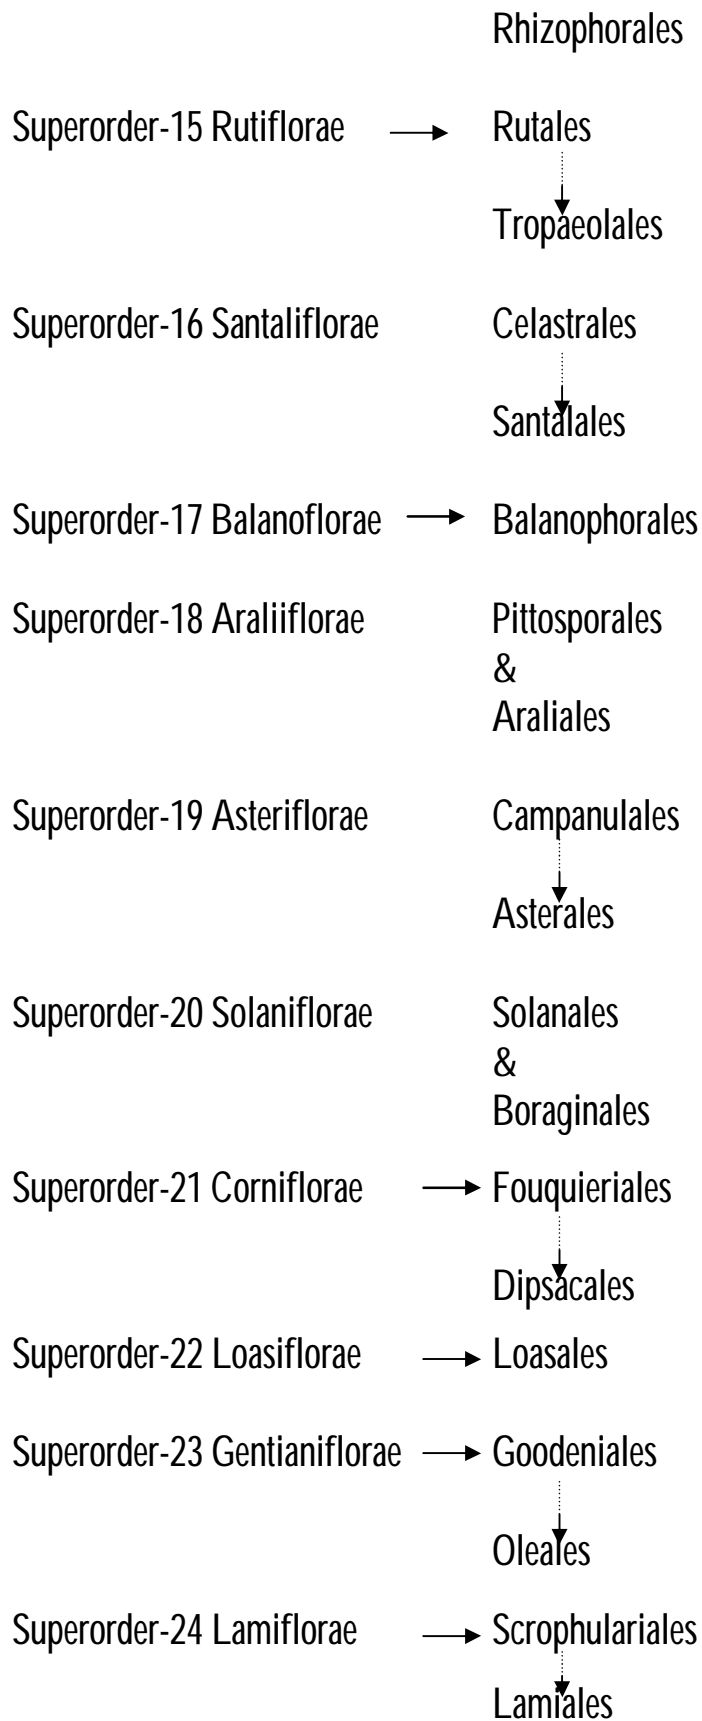 Rhizophorales
Superorder-15 Rutiflorae Rutales
Tropaeolales
Superorder-16 Santaliflorae Celastrales
Santalales
Superorder-17 Balanoflorae Balanophorales
Superorder-18 Araliiflorae Pittosporales
&
Araliales
Superorder-19 Asteriflorae Campanulales
Asterales
Superorder-20 Solaniflorae Solanales
&
Boraginales
Superorder-21 Corniflorae Fouquieriales
Dipsacales
Superorder-22 Loasiflorae Loasales
Superorder-23 Gentianiflorae Goodeniales
Oleales
Superorder-24 Lamiflorae Scrophulariales
Lamiales